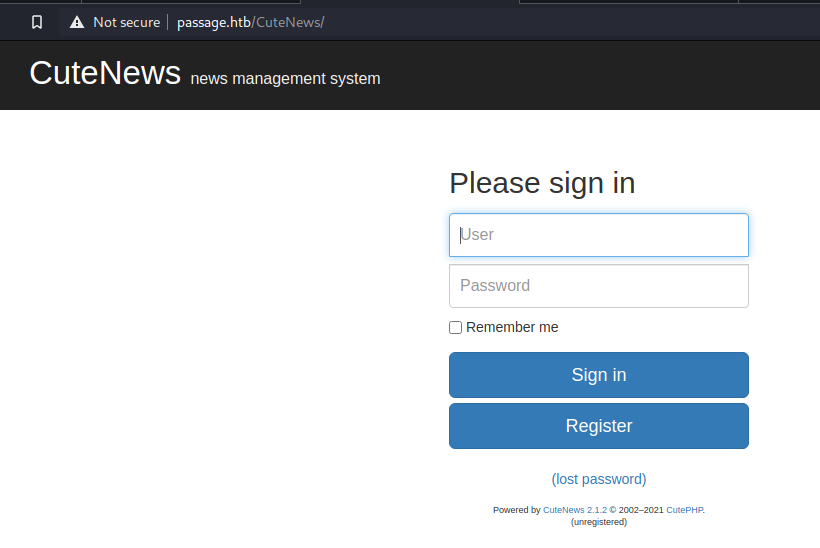 Not secure passage.htb/CuteNews/
CuteNews news management system
Please sign in
User
Password
Remember me
Sign in
Register
(lost password)
Powered by CuteNews 2.1.2 © 2002–2021 CutePHP.
(unregistered)